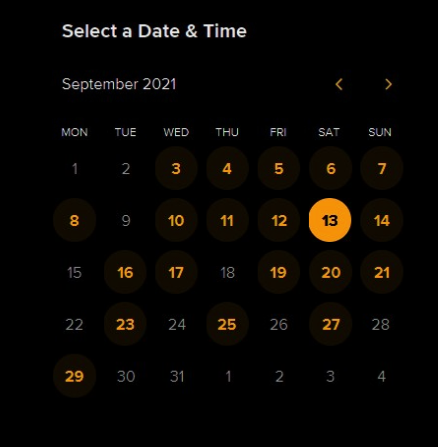 Select a Date & Time
September 2021
MON TUE WED THU FRI SAT SUN
1 2 3 4 5 6 7
8 9 10 11 12 13 14
15 16 17 18 19 20 21
22 23 24 25 26 27 28
29 30 31 1 2 3 4